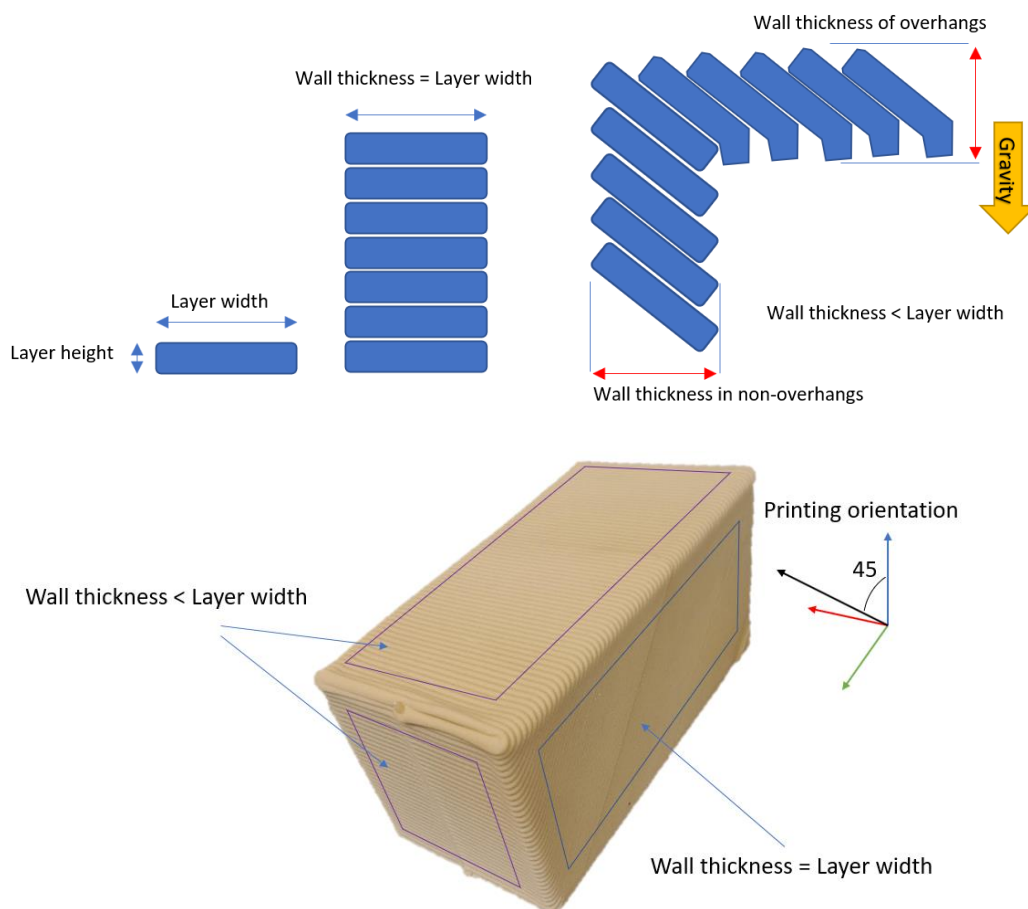 Wall thickness of overhangs
Wall thickness = Layer width
Gravity
Layer width
Wall thickness < Layer width
Layer height
Wall thickness in non-overhangs
Printing orientation
45
Wall thickness < Layer width
Wall thickness = Layer width